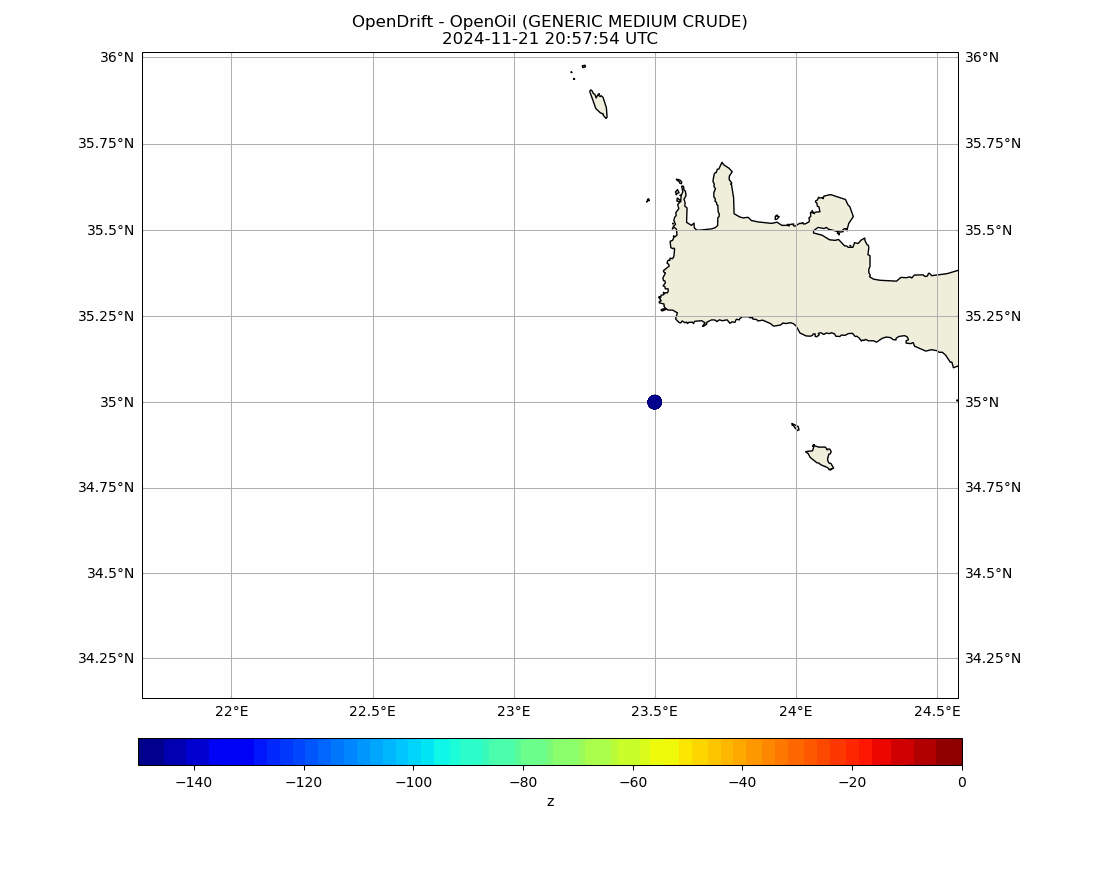 OpenDrift - OpenOil (GENERIC MEDIUM CRUDE)
2024-11-21 20:57:54 UTC
36°N 36°N
35.75°N 35.75°N
35.5°N 35.5°N
35.25°N 35.25°N
35°N 35°N
34.75°N 34.75°N
34.5°N 34.5°N
34.25°N 34.25°N
22°E 22.5°E 23°E 23.5°E 24°E 24.5°E
−140 −120 −100 −80 −60 −40 −20 0
z